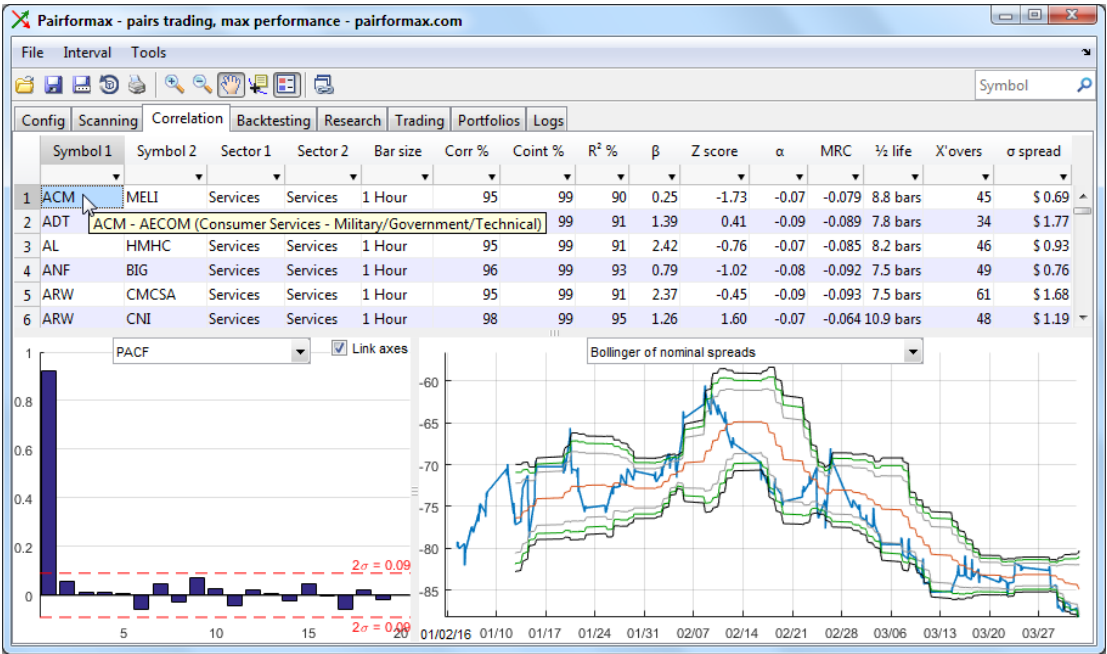 Pairformax - pairs trading, max performance - pairformax.com
File Interval Tools
Symbol
Config Scanning Correlation Backtesting Research Trading Portfolios Logs
Symbol 1 Symbol 2 Sector 1 Sector 2 Bar size Corr % Coint % R² % β Z score α MRC ½ life X'overs σ spread
1 ACM MELI Services Services 1 Hour 95 99 90 0.25 -1.73 -0.07 -0.079 8.8 bars 45 $ 0.69
2 ADT 99 91 1.39 0.41 -0.09 -0.089 7.8 bars 34 $ 1.77
ACM - AECOM (Consumer Services - Military/Government/Technical)
3 AL HMHC Services Services 1 Hour 95 99 91 2.42 -0.76 -0.07 -0.085 8.2 bars 46 $ 0.93
4 ANF BIG Services Services 1 Hour 96 99 93 0.79 -1.02 -0.08 -0.092 7.5 bars 49 $ 0.76
5 ARW CMCSA Services Services 1 Hour 95 99 91 2.37 -0.45 -0.09 -0.093 7.5 bars 61 $ 1.68
6 ARW CNI Services Services 1 Hour 98 99 95 1.26 1.60 -0.07 -0.064 10.9 bars 48 $ 1.19
PACF Link axes
1
0.8
0.6
0.4
0.2
0
2σ = 0.09
2σ = 0.09
5 10 15 20
Bollinger of nominal spreads
-60
-65
-70
-75
-80
-85
01/02/16 01/10 01/17 01/24 01/31 02/07 02/14 02/21 02/28 03/06 03/13 03/20 03/27